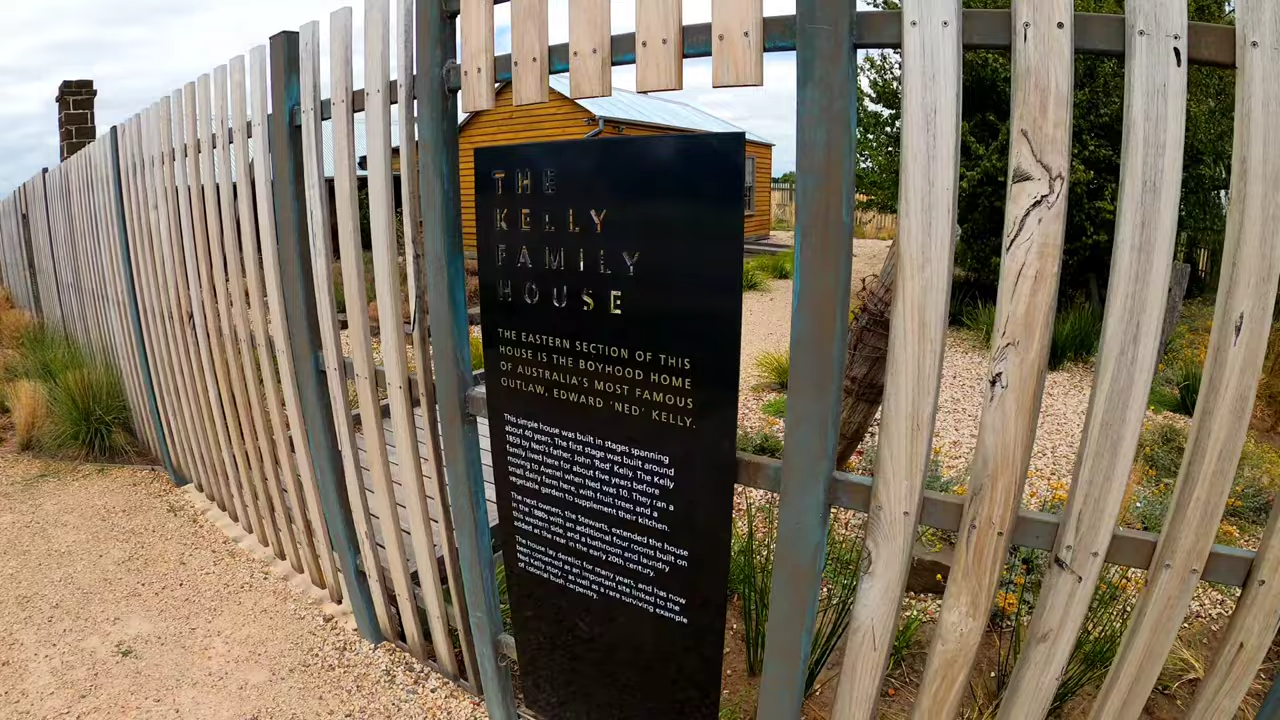 THE
KELLY
FAMILY
HOUSE
THE EASTERN SECTION OF THIS
HOUSE IS THE BOYHOOD HOME
OF AUSTRALIA'S MOST FAMOUS
OUTLAW, EDWARD 'NED' KELLY.
This simple house was built in stages spanning
about 40 years. The first stage was built around
1859 by Ned's father, John 'Red' Kelly. The Kelly
family lived here for about five years before
moving to Avenel when Ned was 10. They ran a
small dairy farm here, with fruit trees and a
vegetable garden to supplement their kitchen.
The next owners, the Stewarts, extended the house
in the 1880s with an additional four rooms built on
this western side, and a bathroom and laundry
added at the rear in the early 20th century.
The house lay derelict for many years, and has now
been conserved as an important site linked to the
Ned Kelly story – as well as a rare surviving example
of colonial bush carpentry.